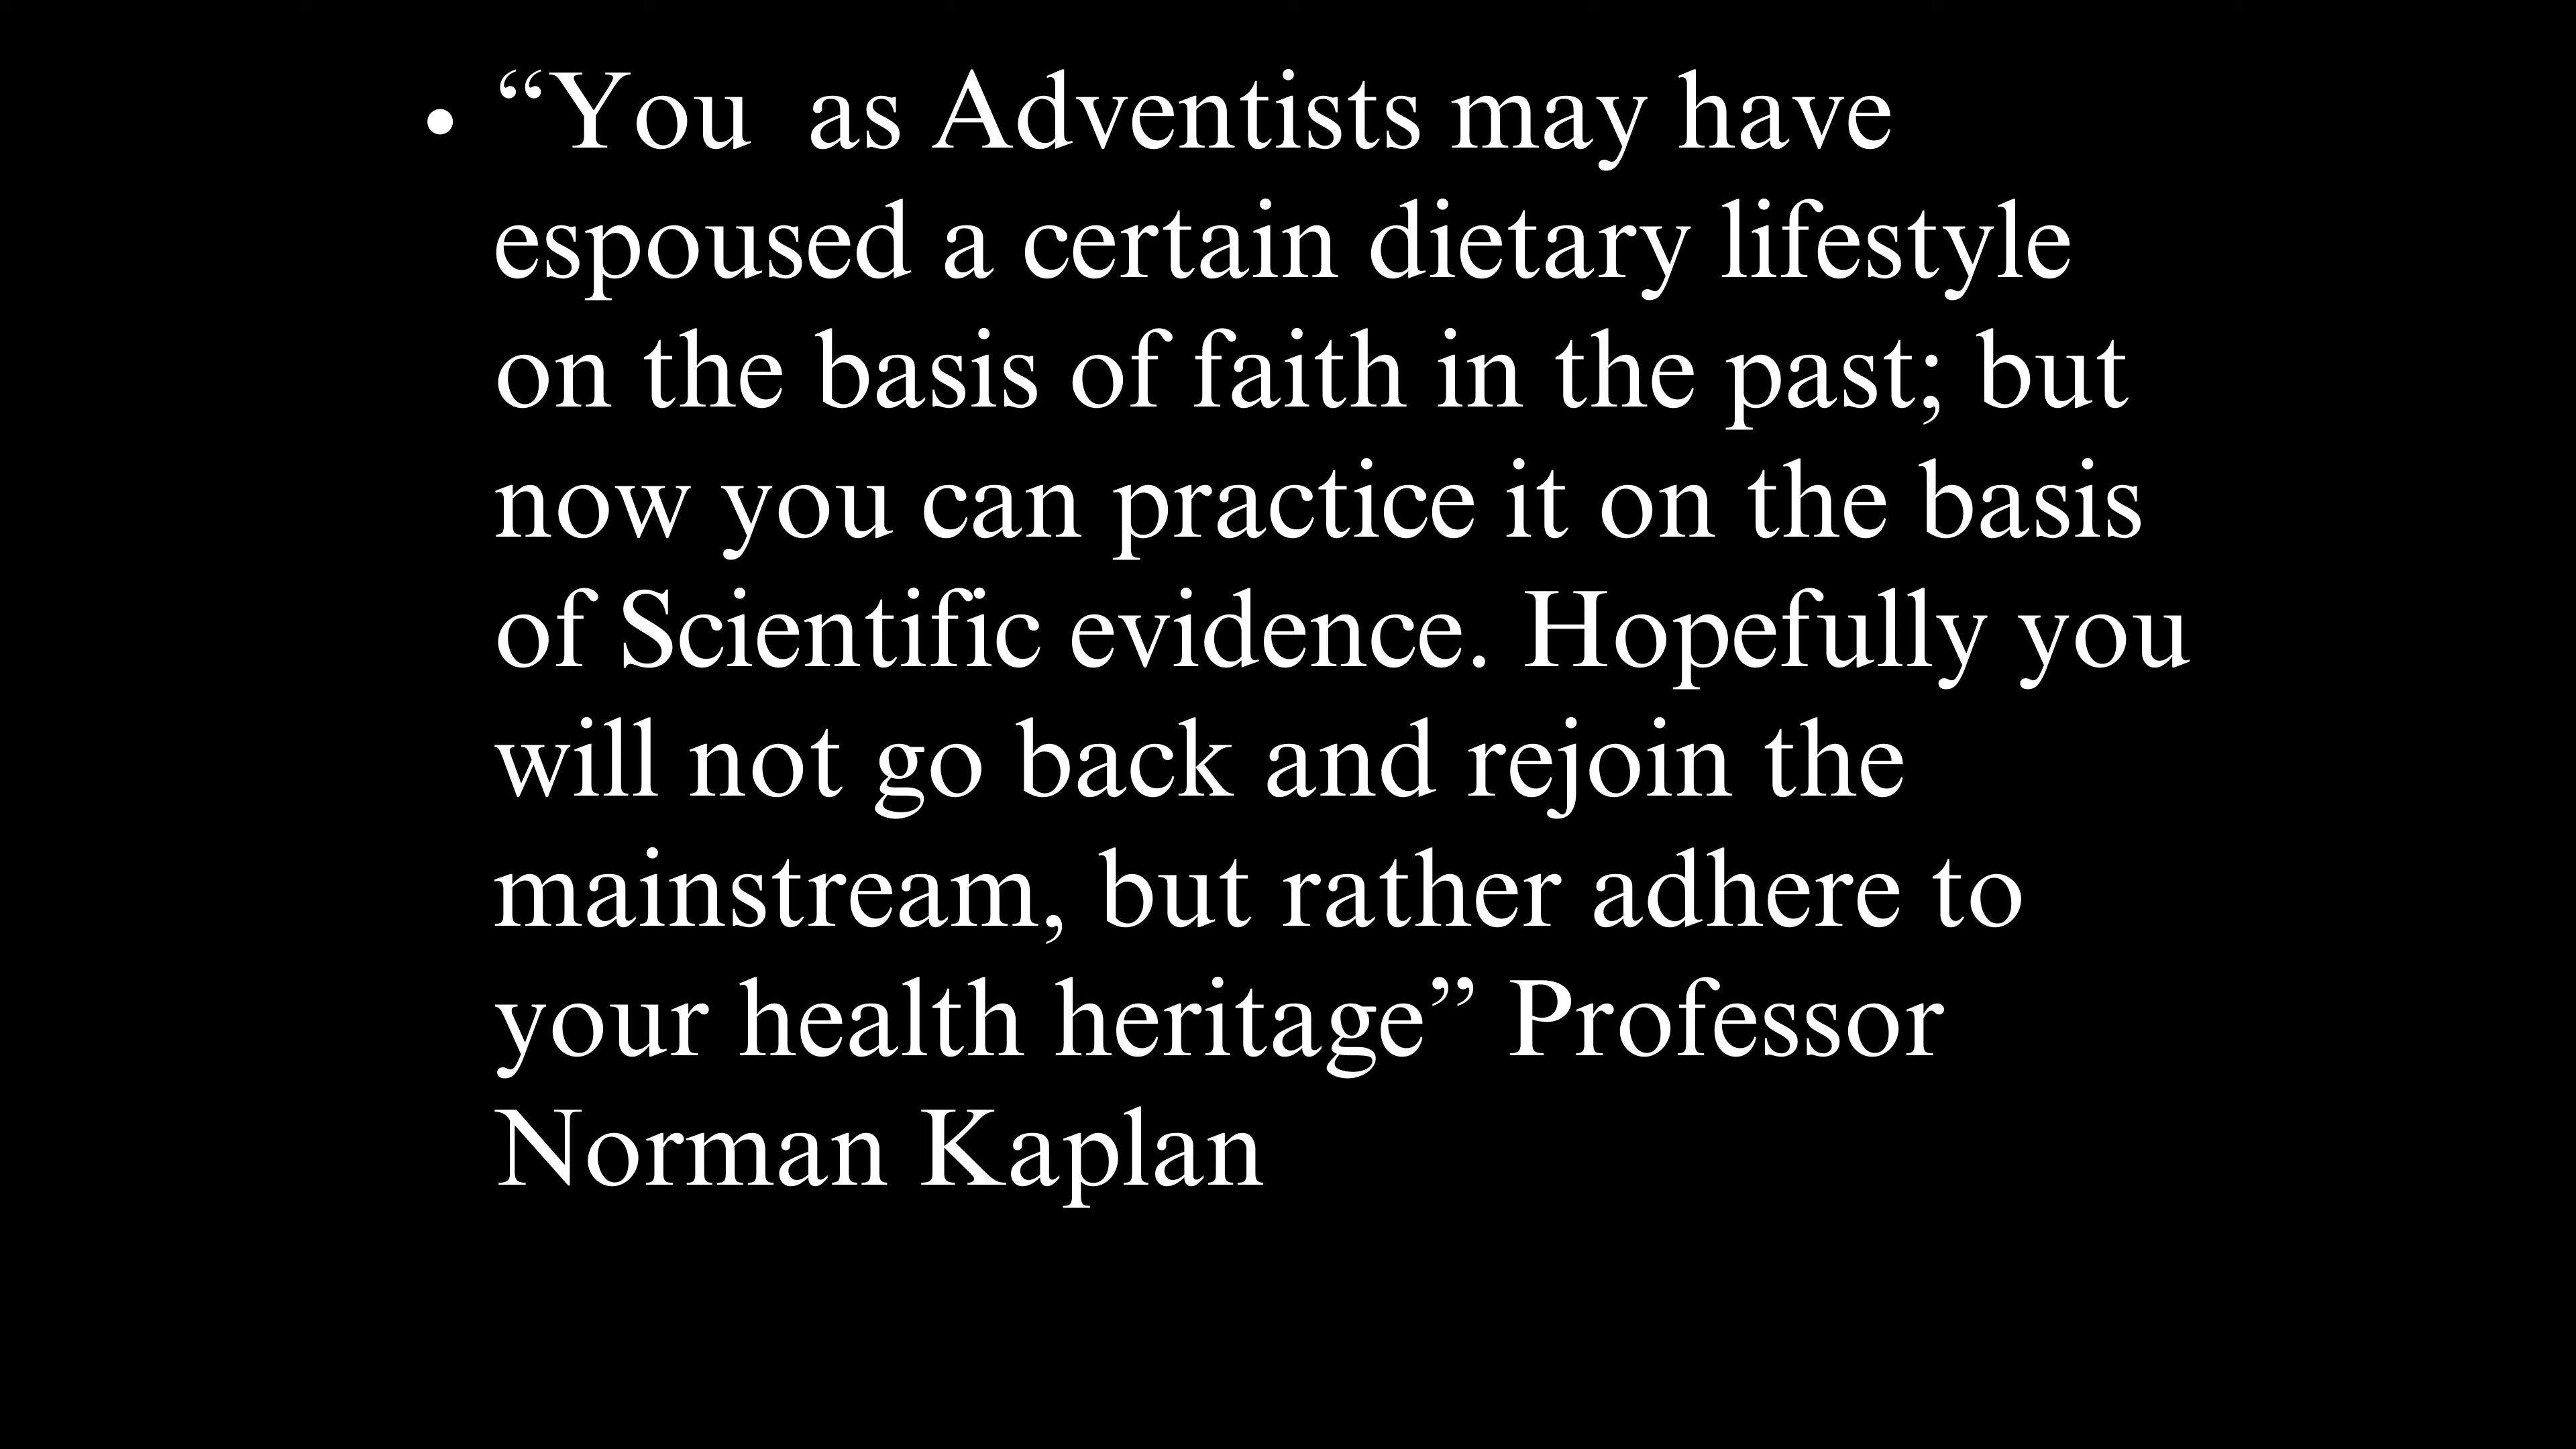 • “You  as Adventists may have
espoused a certain dietary lifestyle
on the basis of faith in the past; but
now you can practice it on the basis
of Scientific evidence. Hopefully you
will not go back and rejoin the
mainstream, but rather adhere to
your health heritage” Professor
Norman Kaplan